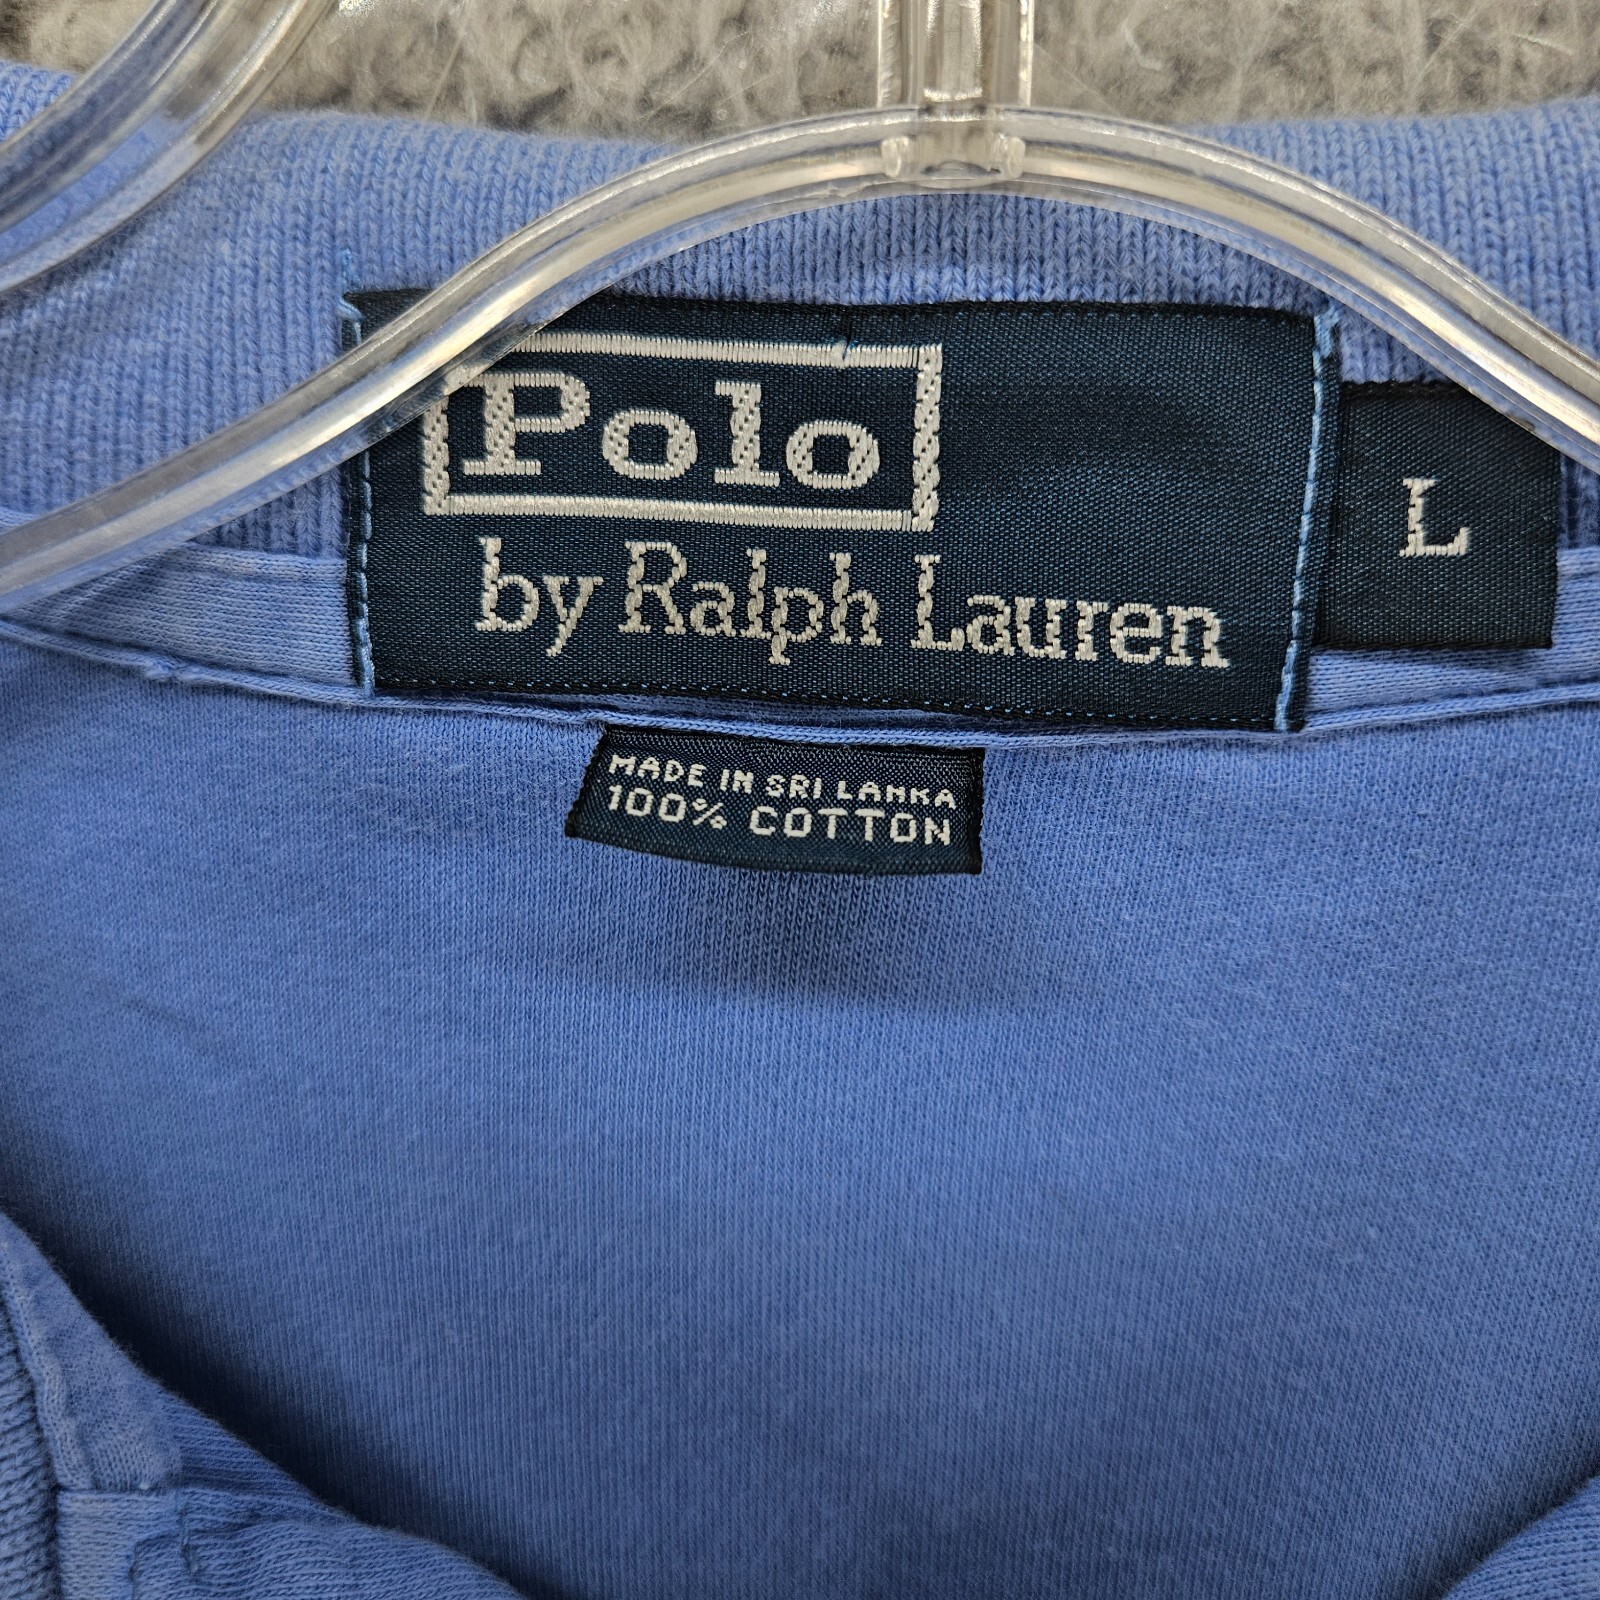 Polo
by Ralph Lauren
L
MADE IN SRI LANKA
100% COTTON